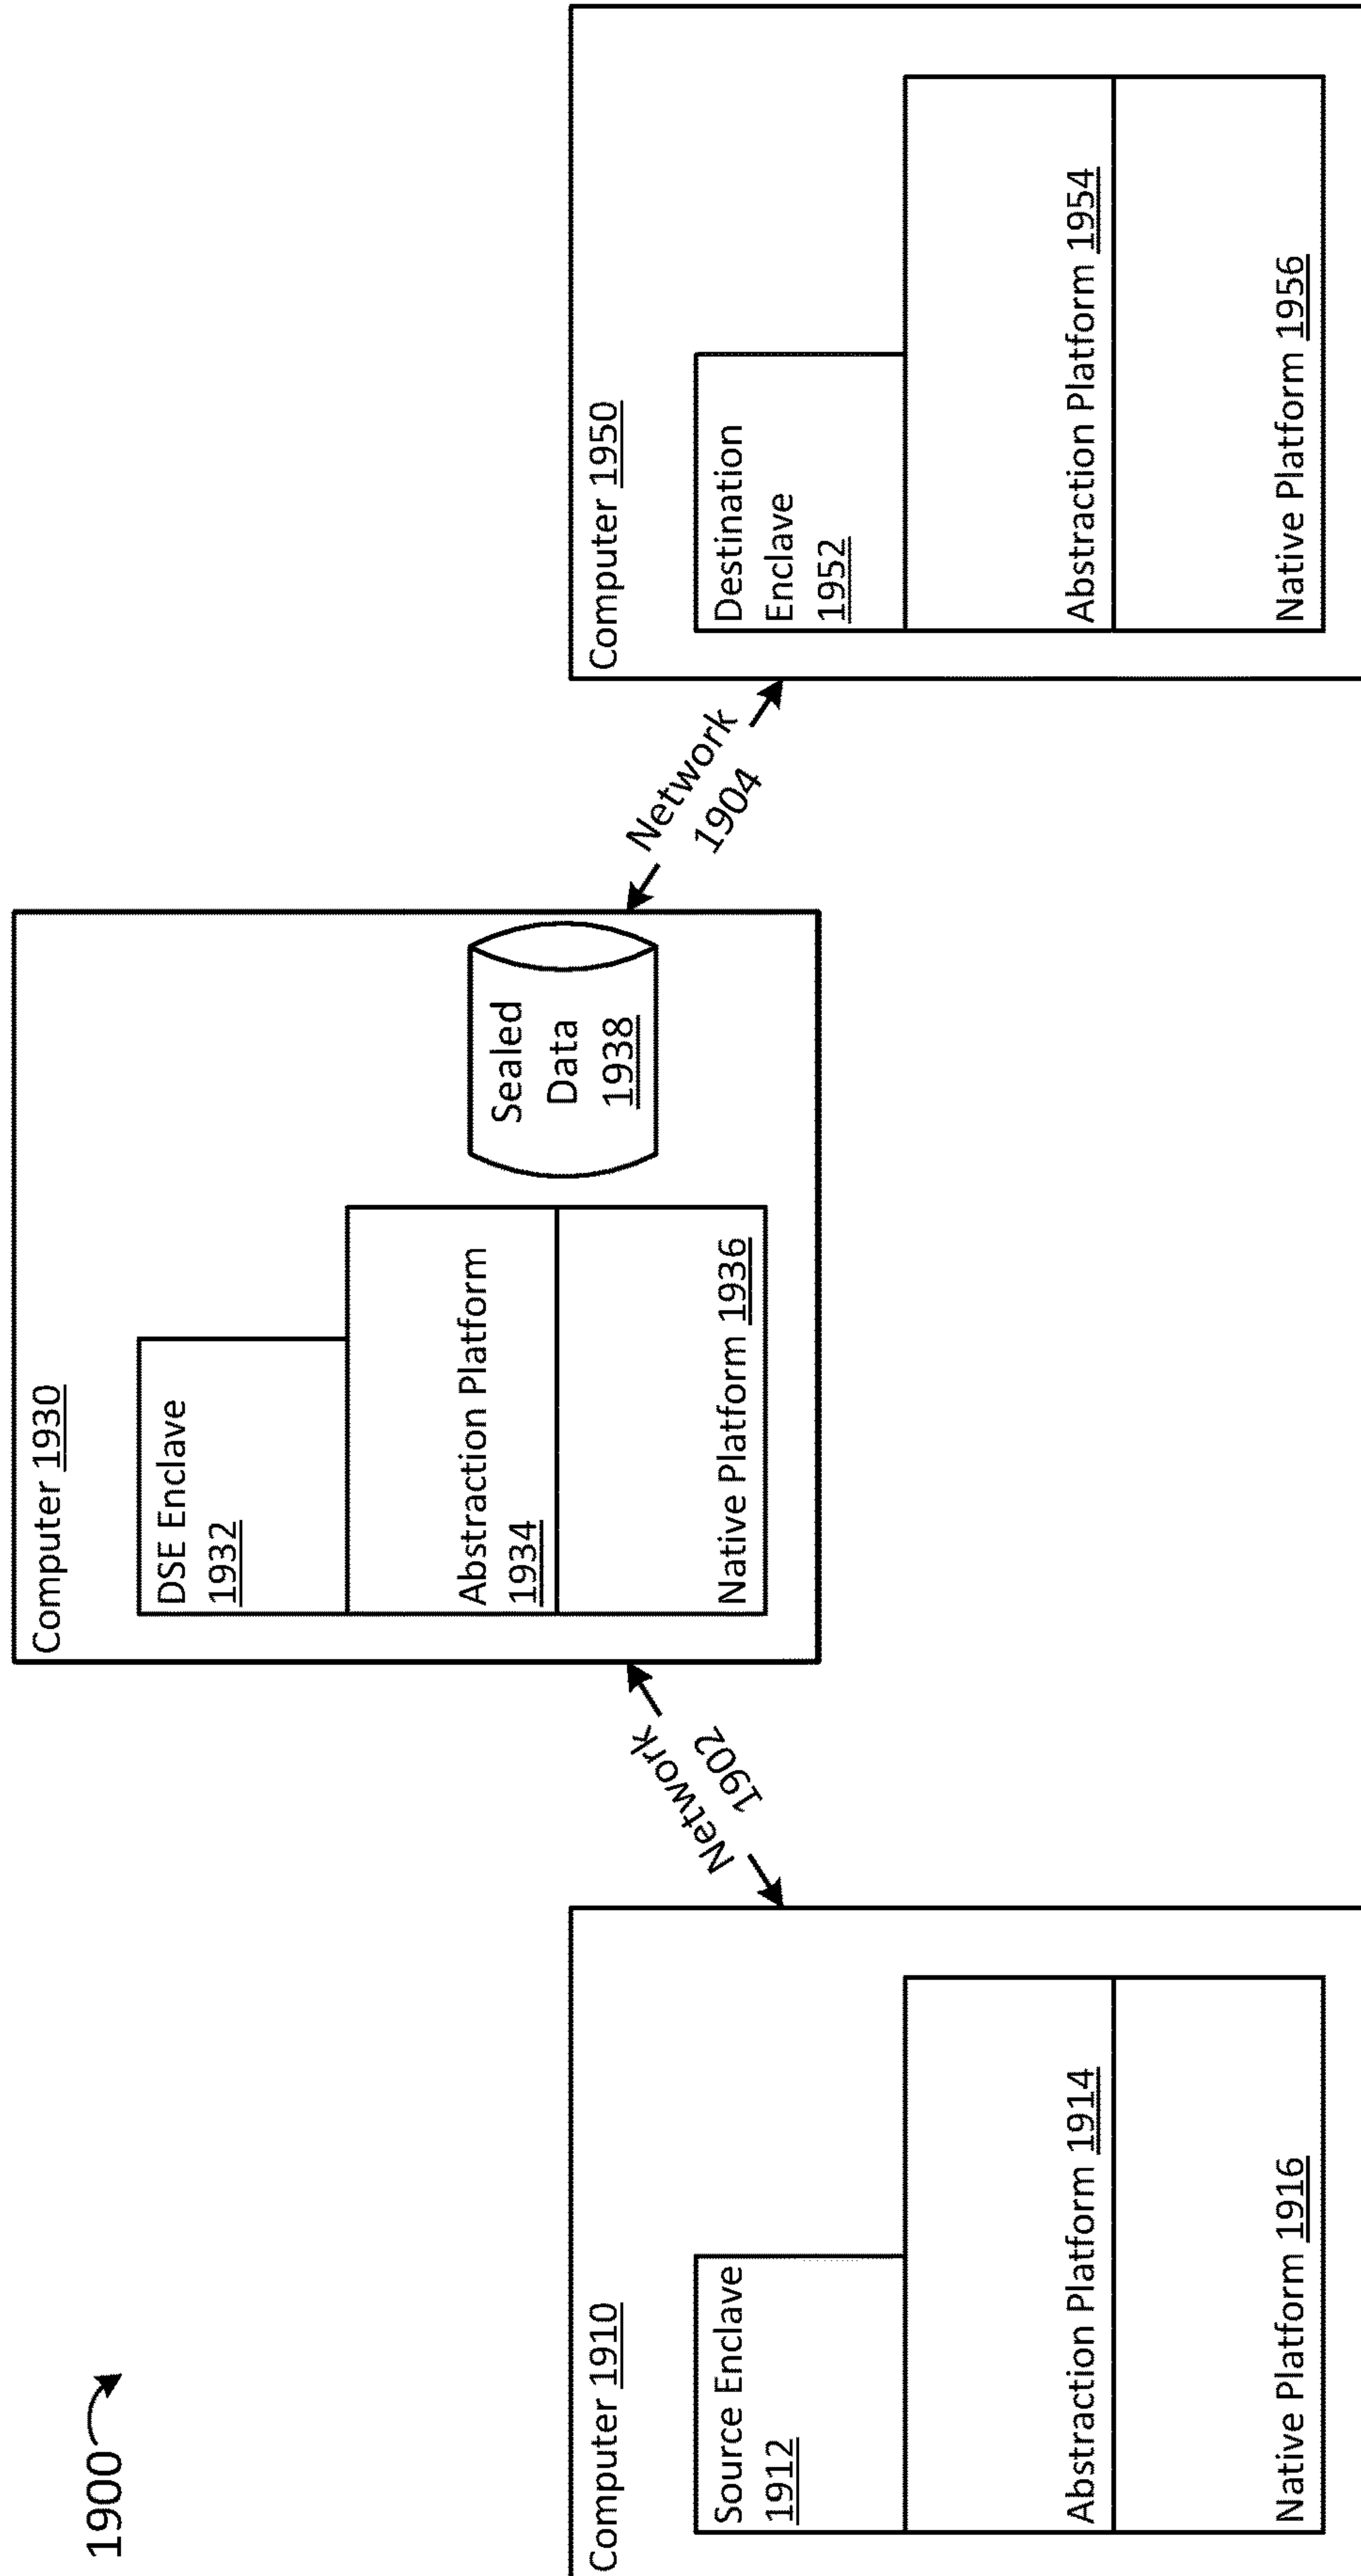 1900
Computer 1910
Source Enclave
1912
Abstraction Platform 1914
Native Platform 1916
Network
1902
Computer 1930
DSE Enclave
1932
Abstraction Platform
1934
Native Platform 1936
Sealed
Data
1938
Network
1904
Computer 1950
Destination
Enclave
1952
Abstraction Platform 1954
Native Platform 1956